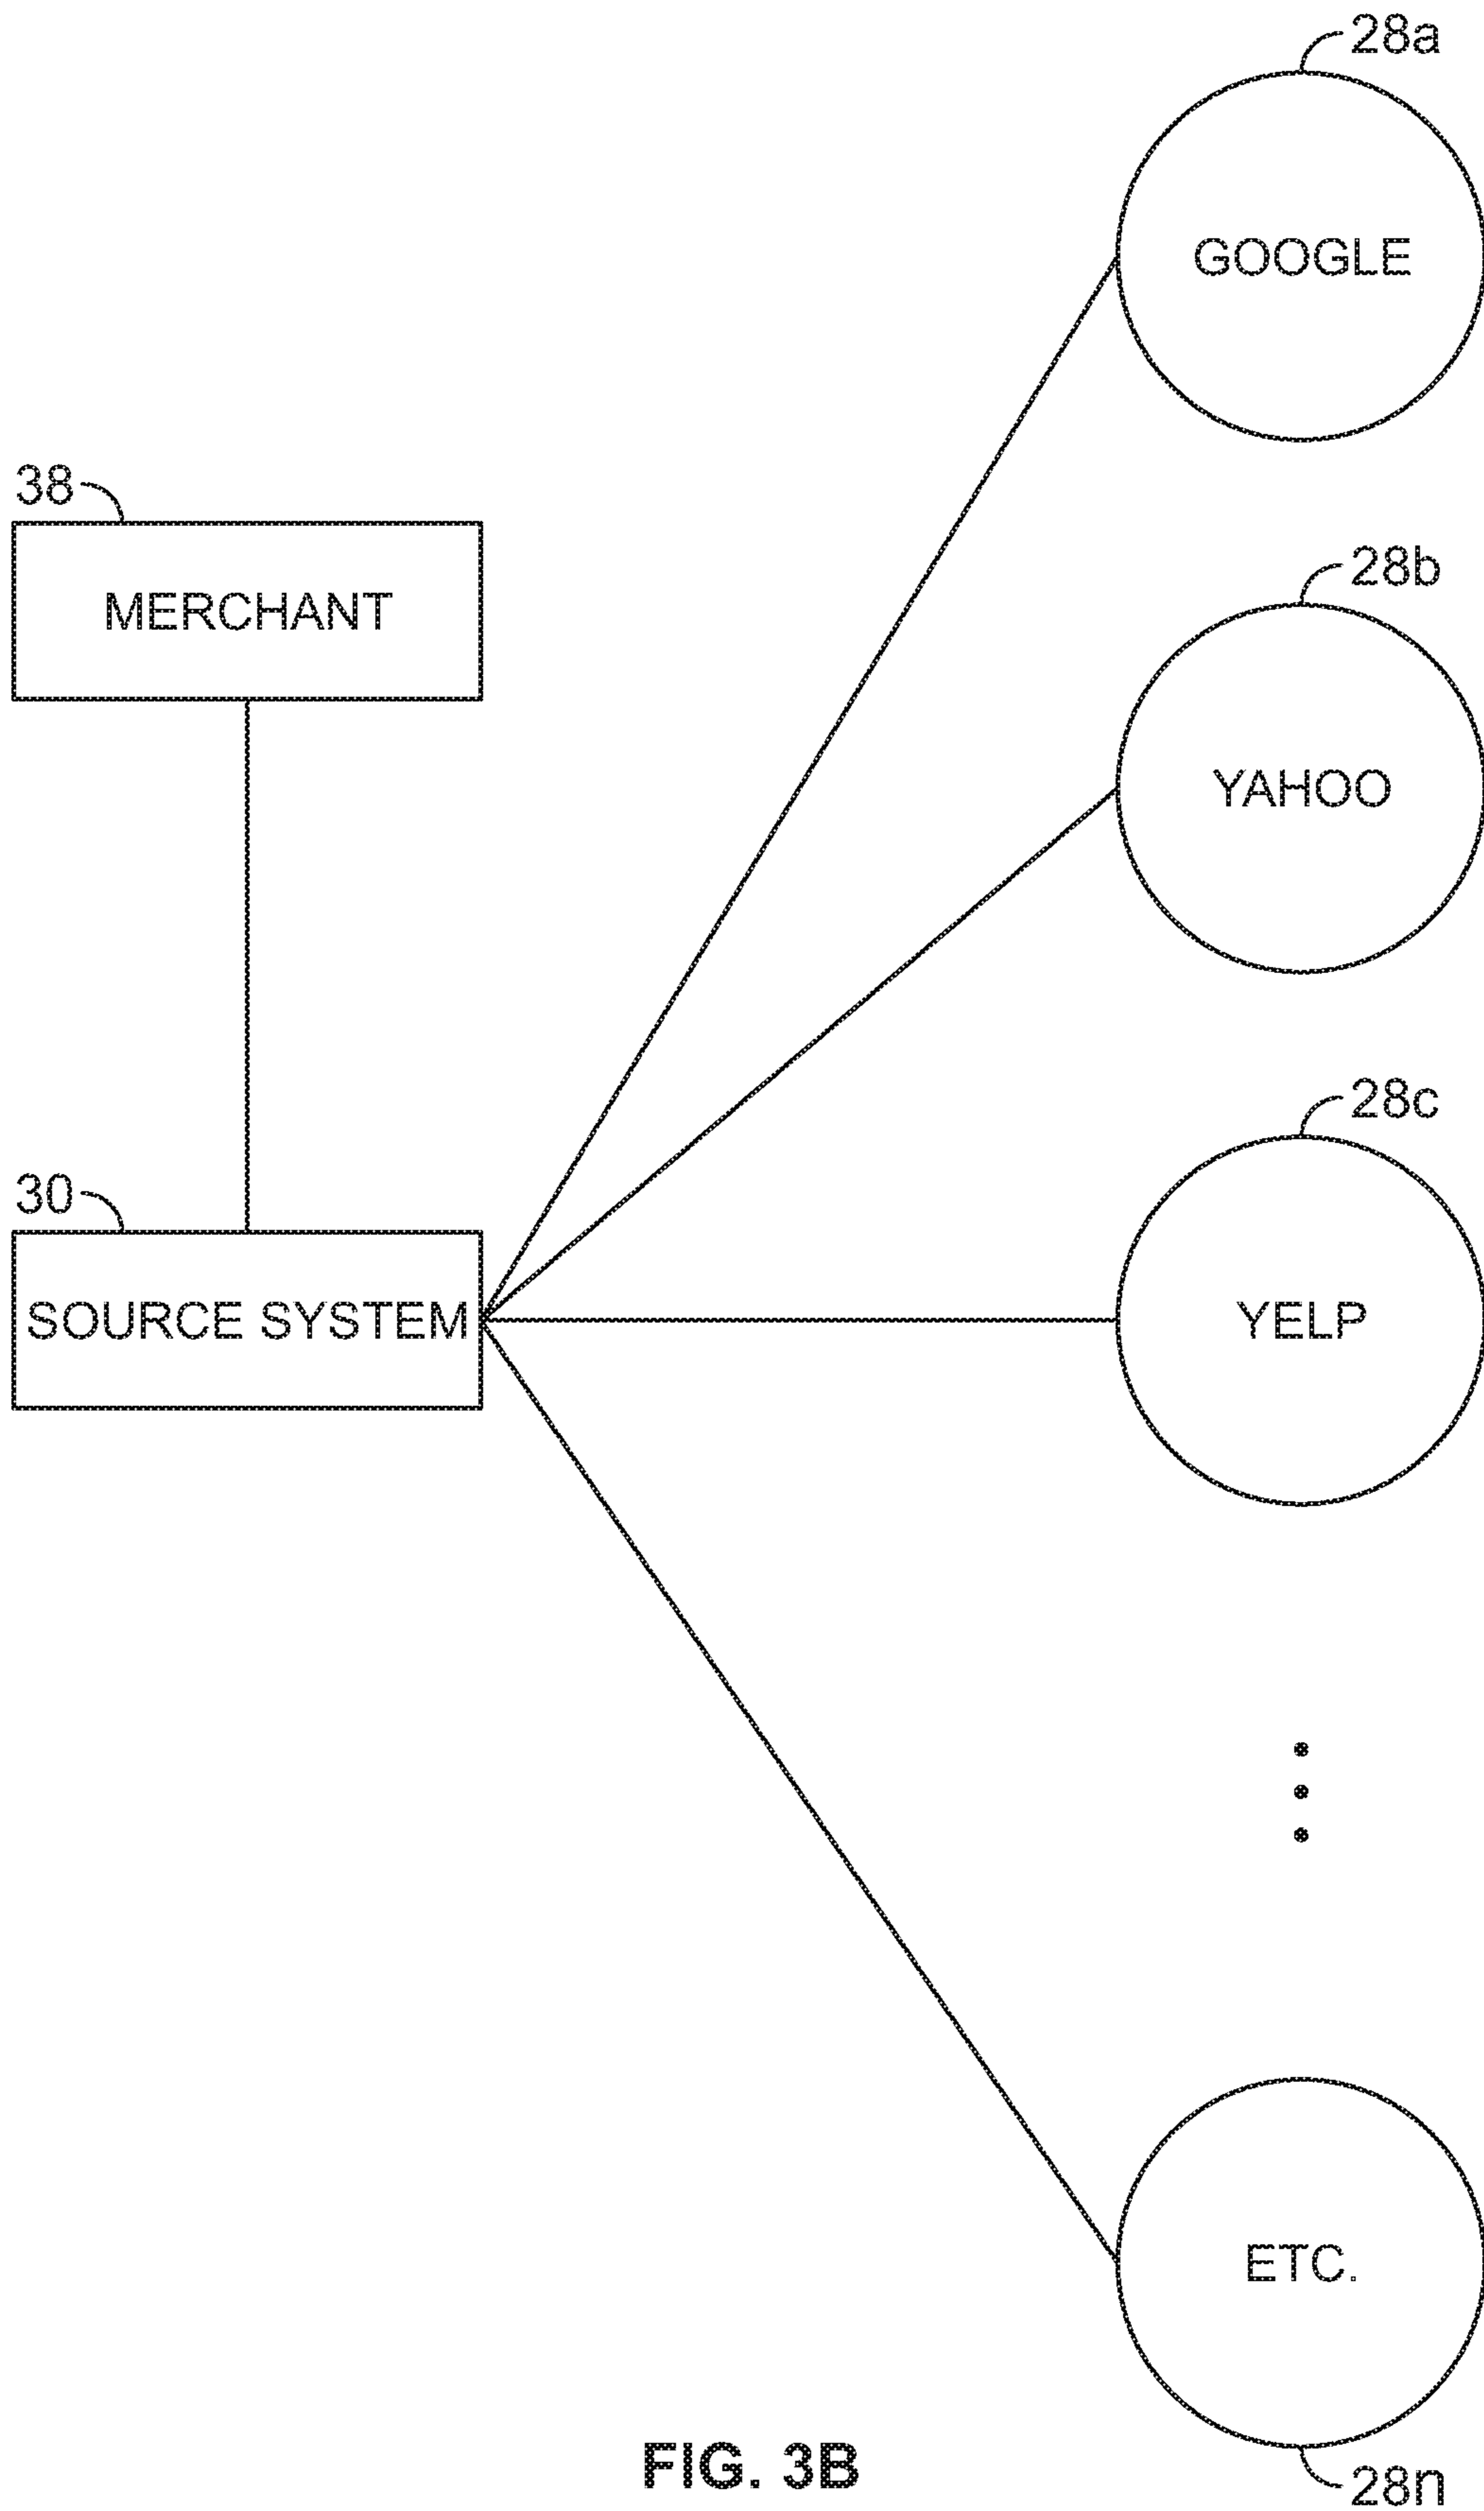 28a
GOOGLE
38
MERCHANT
28b
YAHOO
28c
30
SOURCE SYSTEM
YELP
ETC.
28n
FIG. 3B